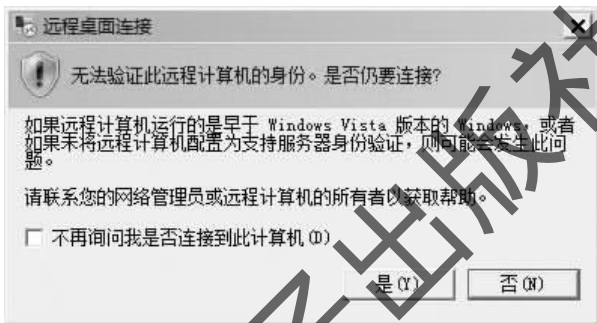 远程桌面连接
无法验证此远程计算机的身份。是否仍要连接?
如果远程计算机运行的是早于 Windows Vista 版本的 Windows，或者
如果未将远程计算机配置为支持服务器身份验证，则可能会发生此问
题。
请联系您的网络管理员或远程计算机的所有者以获取帮助。
不再询问我是否连接到此计算机(D)
是(Y)
否(N)
子出版社